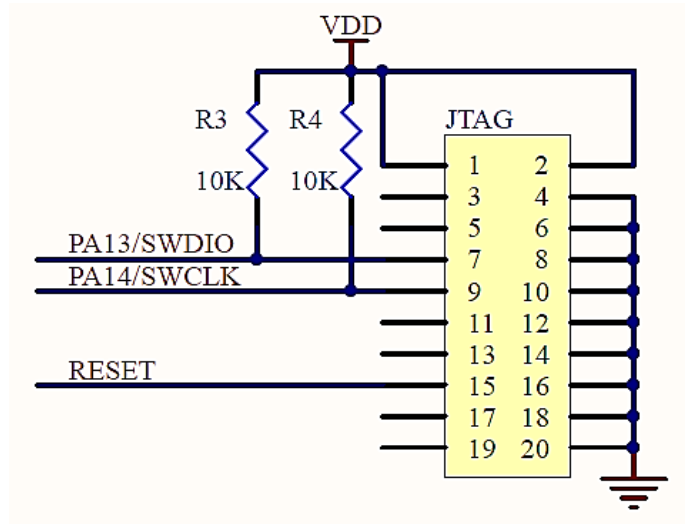 VDD
R3 R4 JTAG
10K 10K 1 2
3 4
5 6
PA13/SWDIO 7 8
PA14/SWCLK 9 10
11 12
13 14
RESET 15 16
17 18
19 20